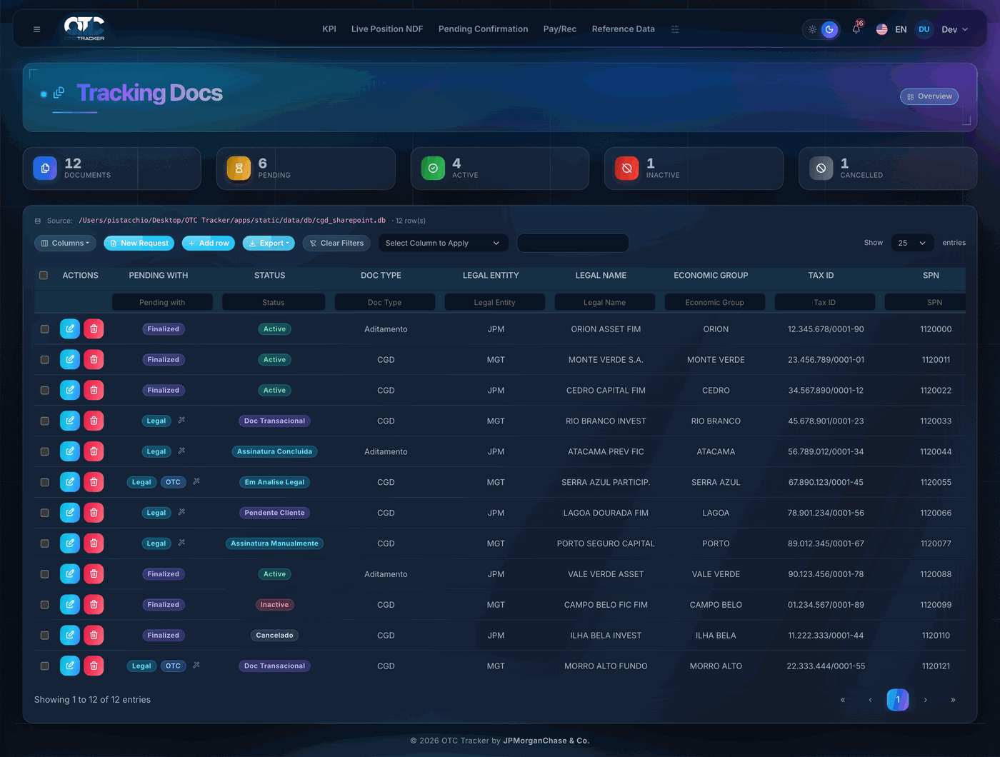 OTC
TRACKER
KPI Live Position NDF Pending Confirmation Pay/Rec Reference Data
16
EN DU Dev
Tracking Docs
Overview
12
DOCUMENTS
6
PENDING
4
ACTIVE
1
INACTIVE
1
CANCELLED
Source: /Users/pistacchio/Desktop/OTC Tracker/apps/static/data/db/cgd_sharepoint.db · 12 row(s)
Columns New Request + Add row Export Clear Filters Select Column to Apply Show 25 entries
ACTIONS PENDING WITH STATUS DOC TYPE LEGAL ENTITY LEGAL NAME ECONOMIC GROUP TAX ID SPN
Pending with Status Doc Type Legal Entity Legal Name Economic Group Tax ID SPN
Finalized Active Aditamento JPM ORION ASSET FIM ORION 12.345.678/0001-90 1120000
Finalized Active CGD MGT MONTE VERDE S.A. MONTE VERDE 23.456.789/0001-01 1120011
Finalized Active CGD JPM CEDRO CAPITAL FIM CEDRO 34.567.890/0001-12 1120022
Legal Doc Transacional CGD MGT RIO BRANCO INVEST RIO BRANCO 45.678.901/0001-23 1120033
Legal Assinatura Concluida Aditamento JPM ATACAMA PREV FIC ATACAMA 56.789.012/0001-34 1120044
Legal OTC Em Analise Legal CGD MGT SERRA AZUL PARTICIP. SERRA AZUL 67.890.123/0001-45 1120055
Legal Pendente Cliente CGD JPM LAGOA DOURADA FIM LAGOA 78.901.234/0001-56 1120066
Legal Assinatura Manualmente CGD MGT PORTO SEGURO CAPITAL PORTO 89.012.345/0001-67 1120077
Finalized Active Aditamento JPM VALE VERDE ASSET VALE VERDE 90.123.456/0001-78 1120088
Finalized Inactive CGD MGT CAMPO BELO FIC FIM CAMPO BELO 01.234.567/0001-89 1120099
Finalized Cancelado CGD JPM ILHA BELA INVEST ILHA BELA 11.222.333/0001-44 1120110
Legal OTC Doc Transacional CGD MGT MORRO ALTO FUNDO MORRO ALTO 22.333.444/0001-55 1120121
Showing 1 to 12 of 12 entries « ‹ 1 › »
© 2026 OTC Tracker by JPMorganChase & Co.